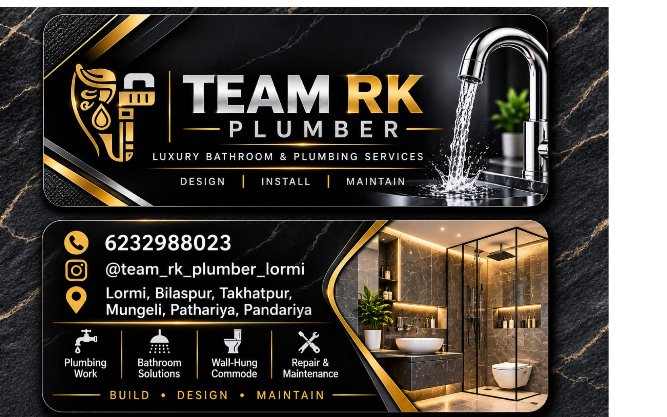 TEAM RK
PLUMBER
LUXURY BATHROOM & PLUMBING SERVICES
DESIGN | INSTALL | MAINTAIN
6232988023
@team_rk_plumber_lormi
Lormi, Bilaspur, Takhatpur,
Mungeli, Pathariya, Pandariya
Plumbing
Work
Bathroom
Solutions
Wall-Hung
Commode
Repair &
Maintenance
BUILD • DESIGN • MAINTAIN